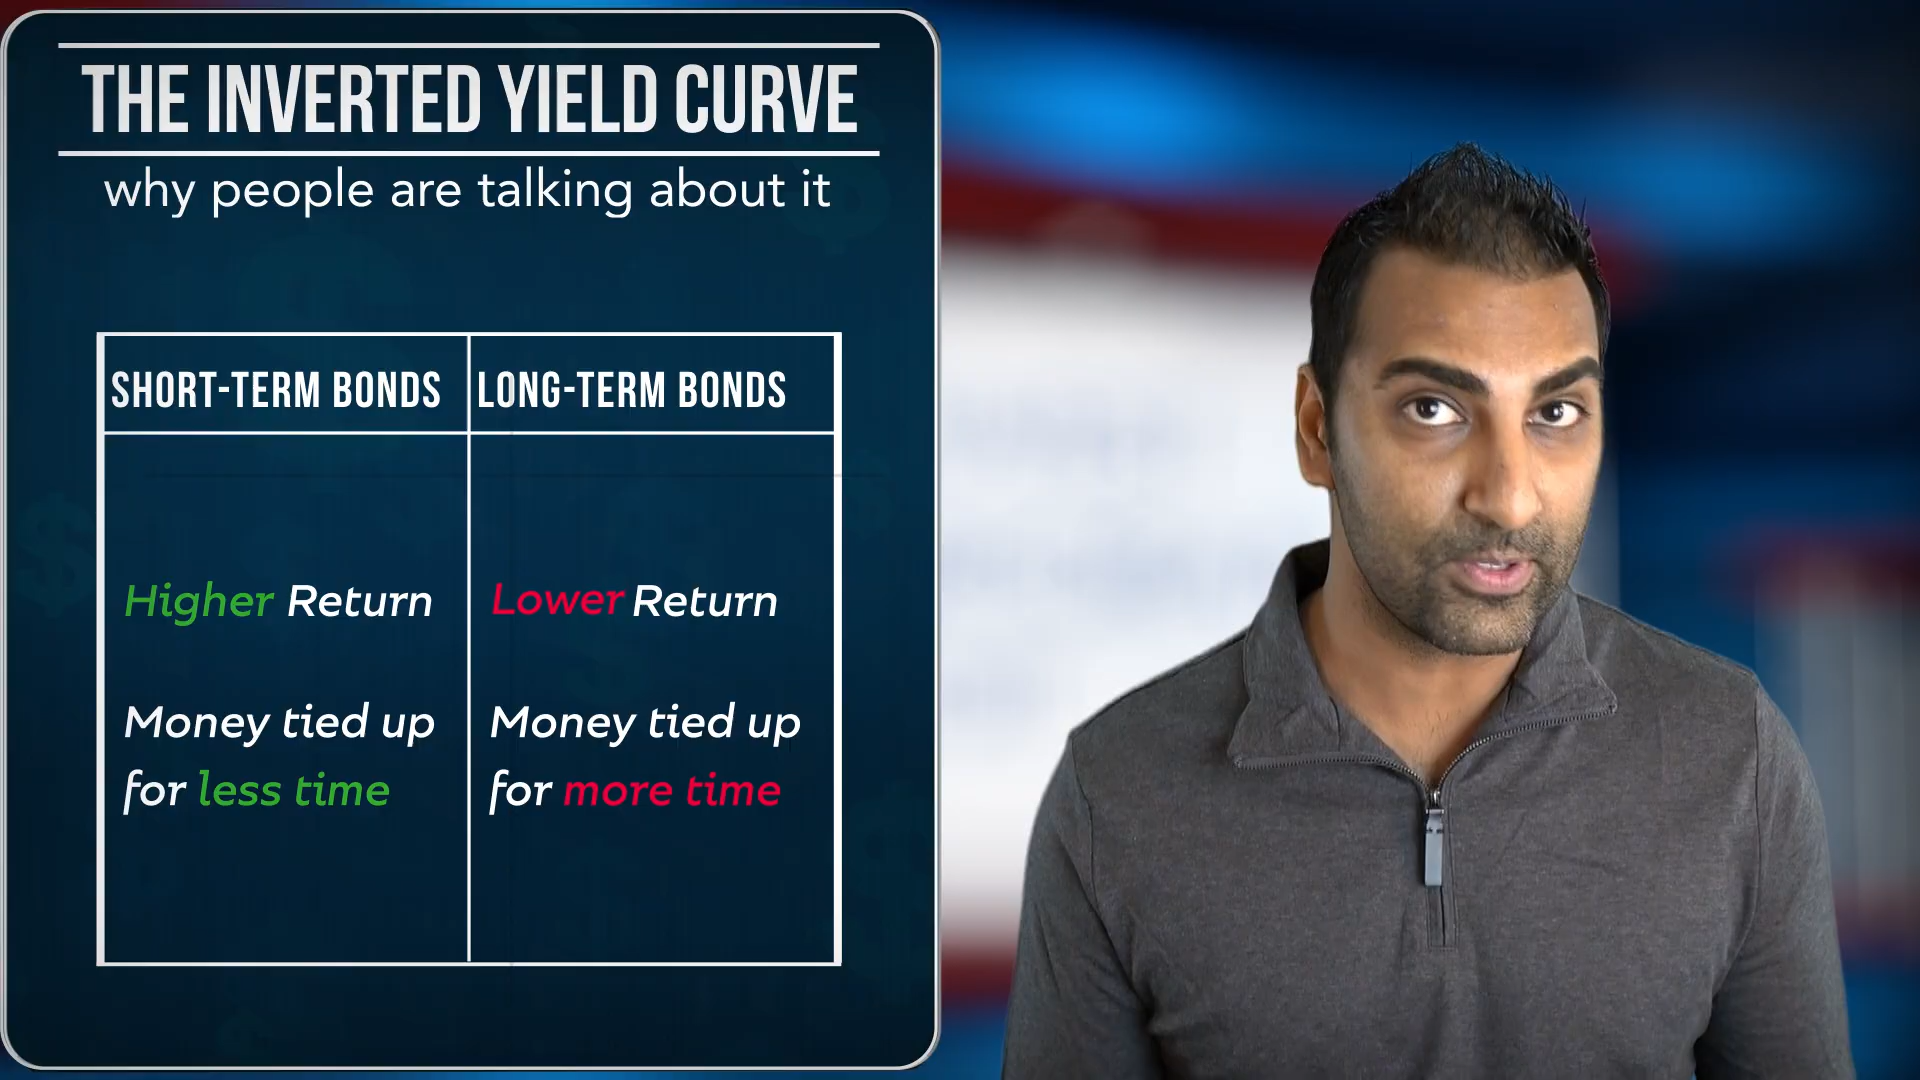 THE INVERTED YIELD CURVE
why people are talking about it
SHORT-TERM BONDS
Higher Return
Money tied up
for less time
LONG-TERM BONDS
Lower Return
Money tied up
for more time